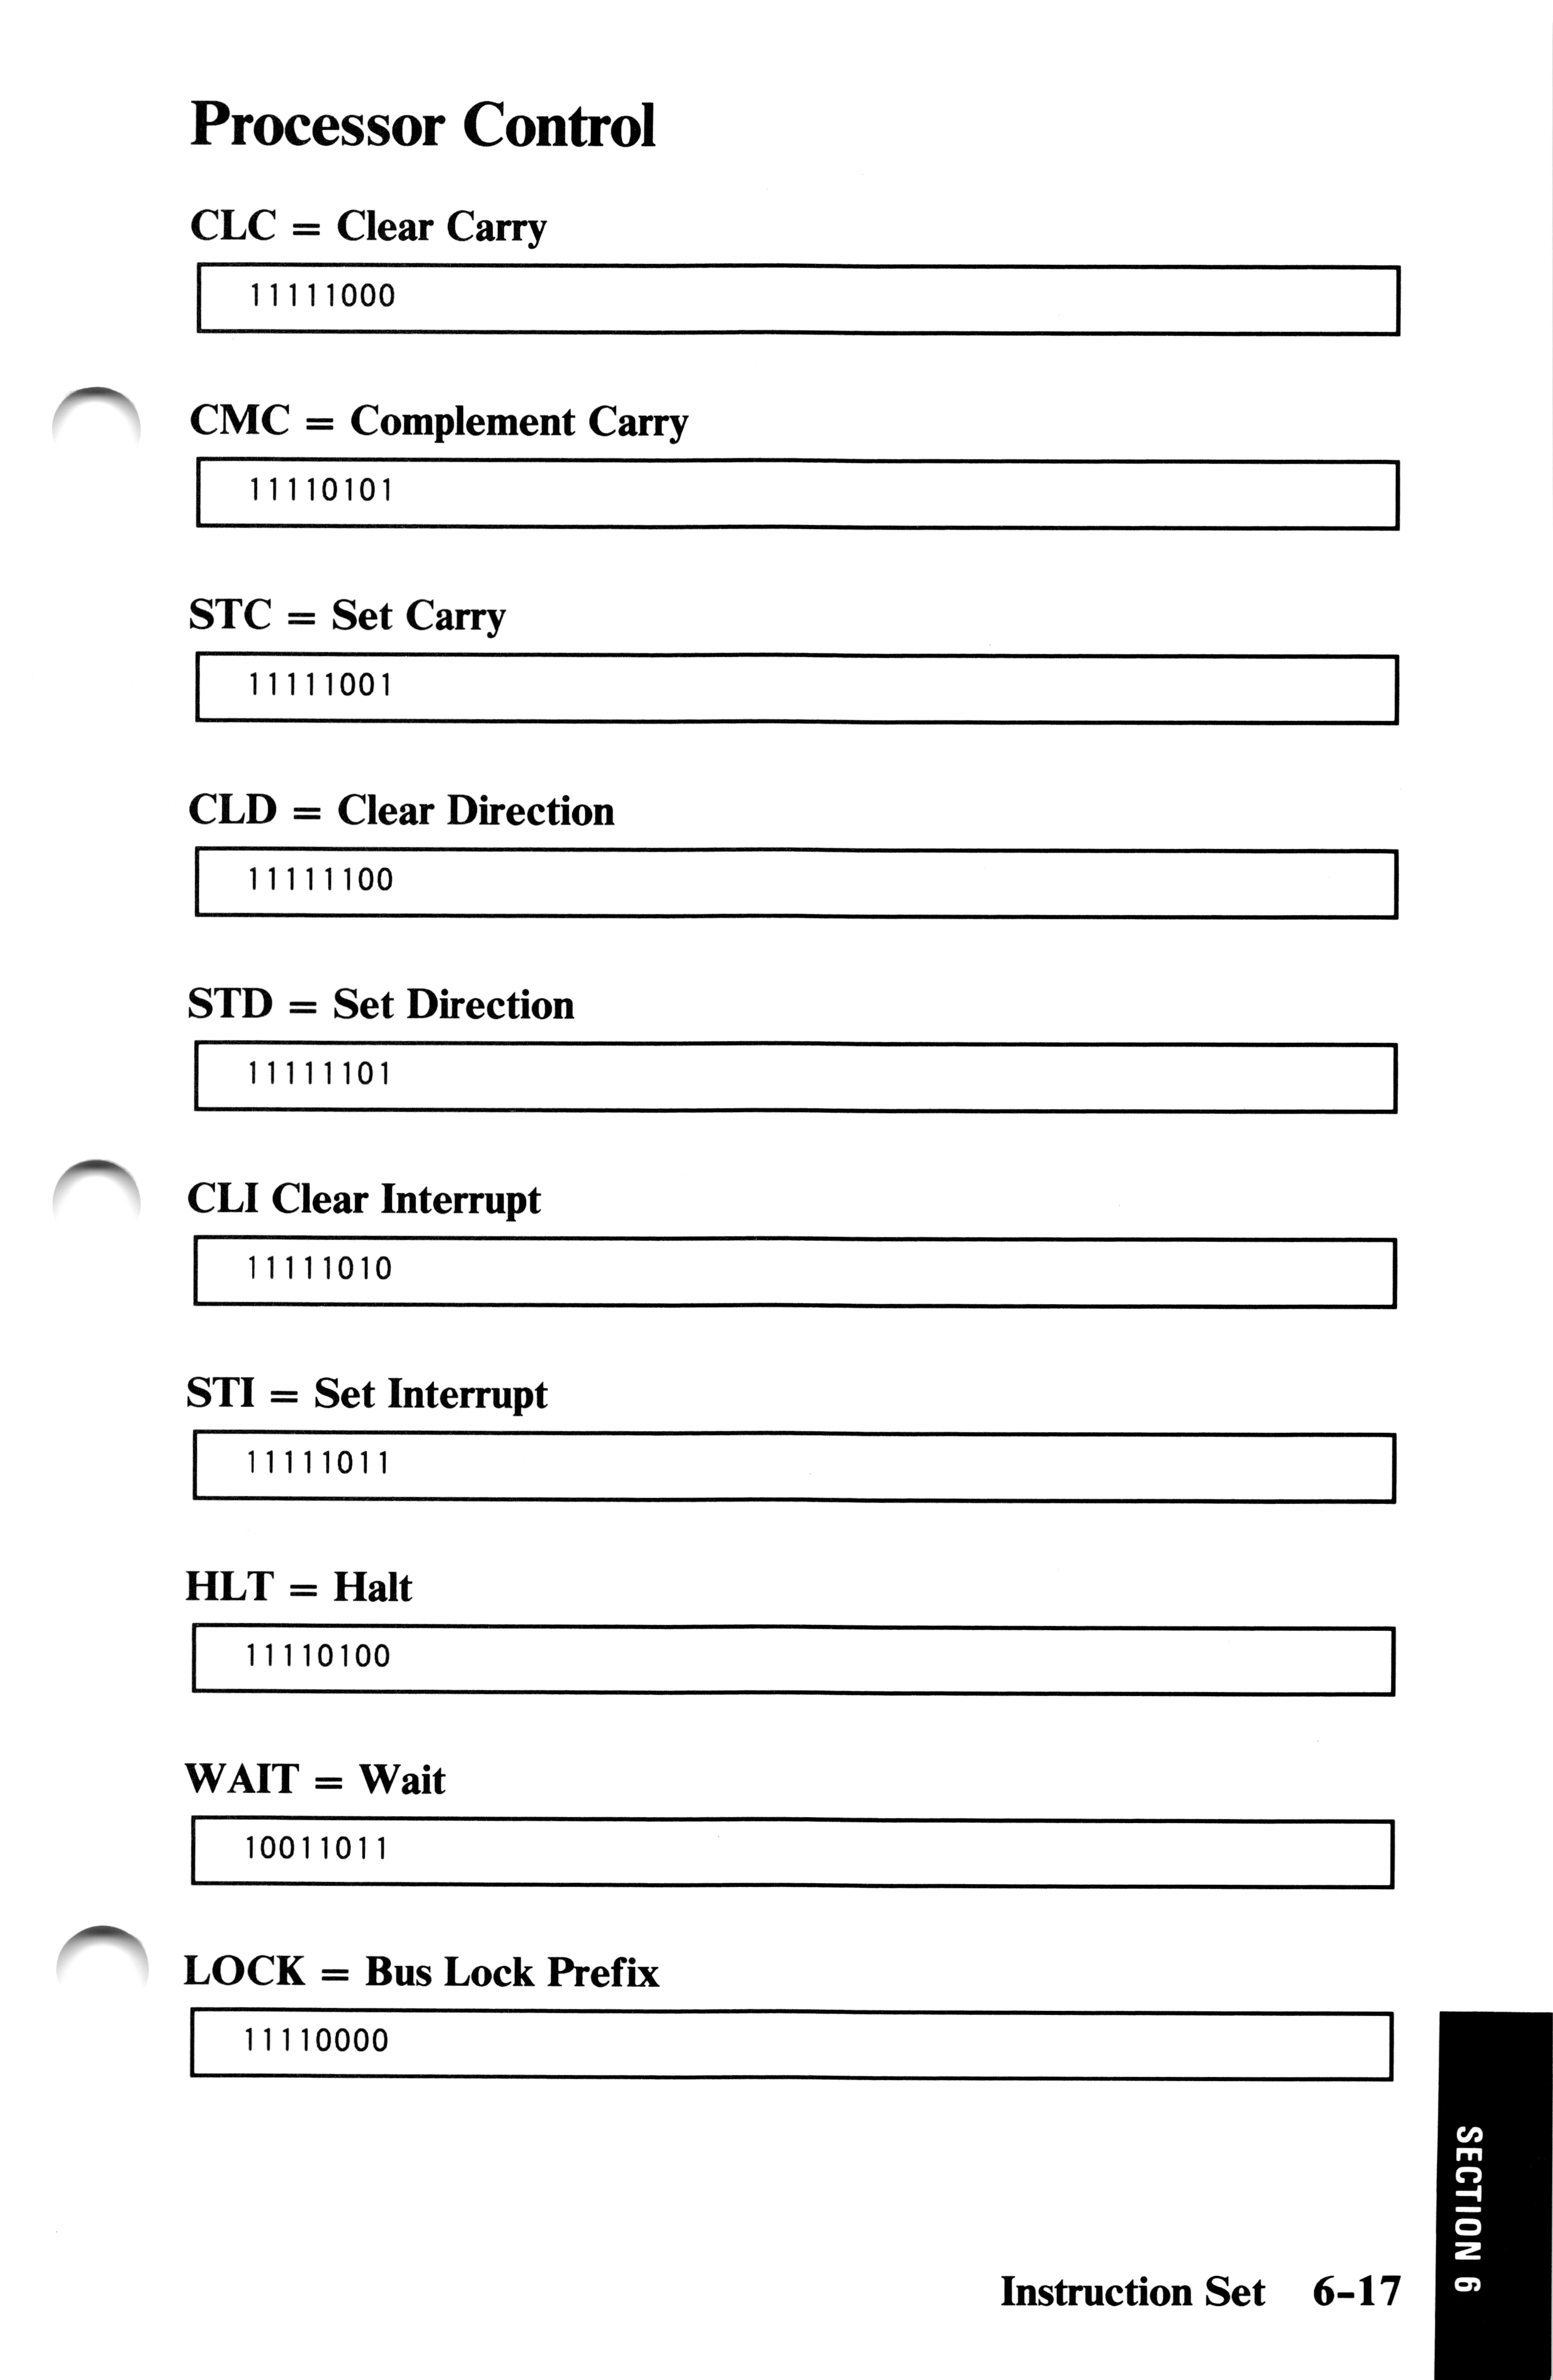 Processor Control
CLC = Clear Carry
11111000
CMC = Complement Carry
11110101
STC = Set Carry
11111001
CLD = Clear Direction
11111100
STD = Set Direction
11111101
CLI Clear Interrupt
11111010
STI = Set Interrupt
11111011
HLT = Halt
11110100
WAIT = Wait
10011011
LOCK = Bus Lock Prefix
11110000
SECTION 6
Instruction Set 6-17